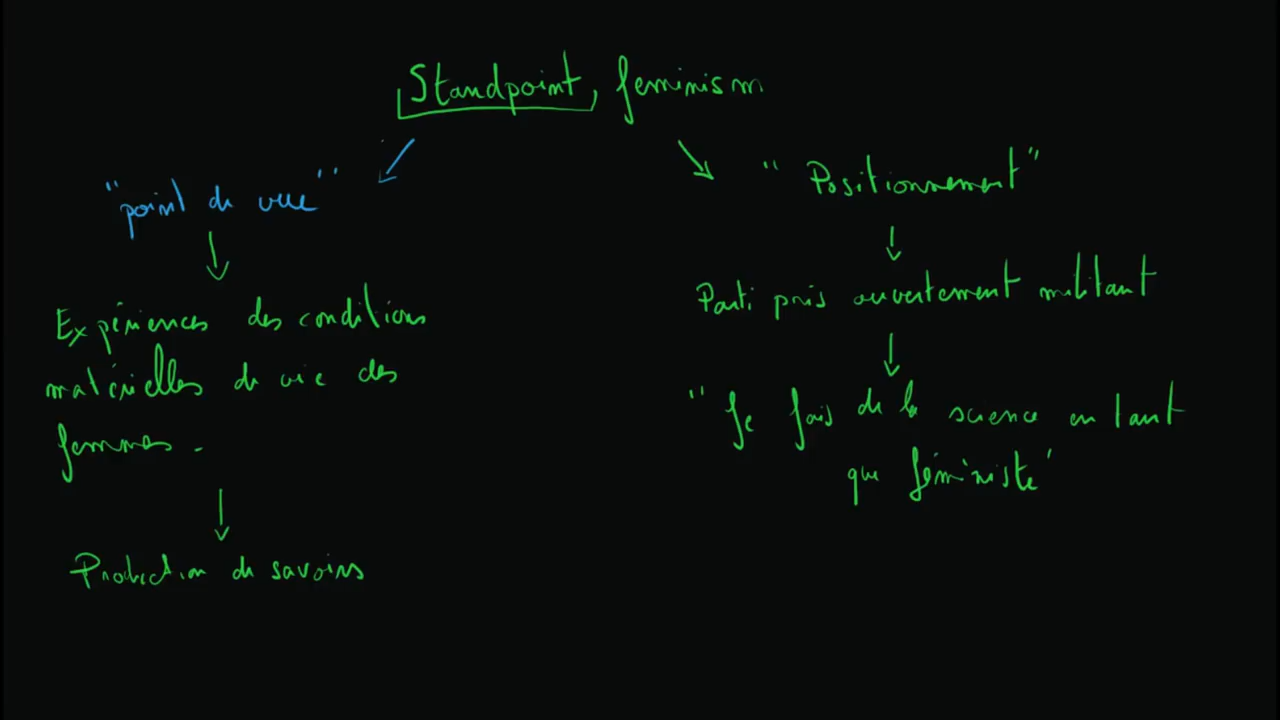 Standpoint, feminism
"point de vue"
Expériences des conditions
matérielles de vie des
femmes.
Production de savoirs
"Positionnement"
Parti pris ouvertement militant
"Je fais de la science en tant
que féministe"